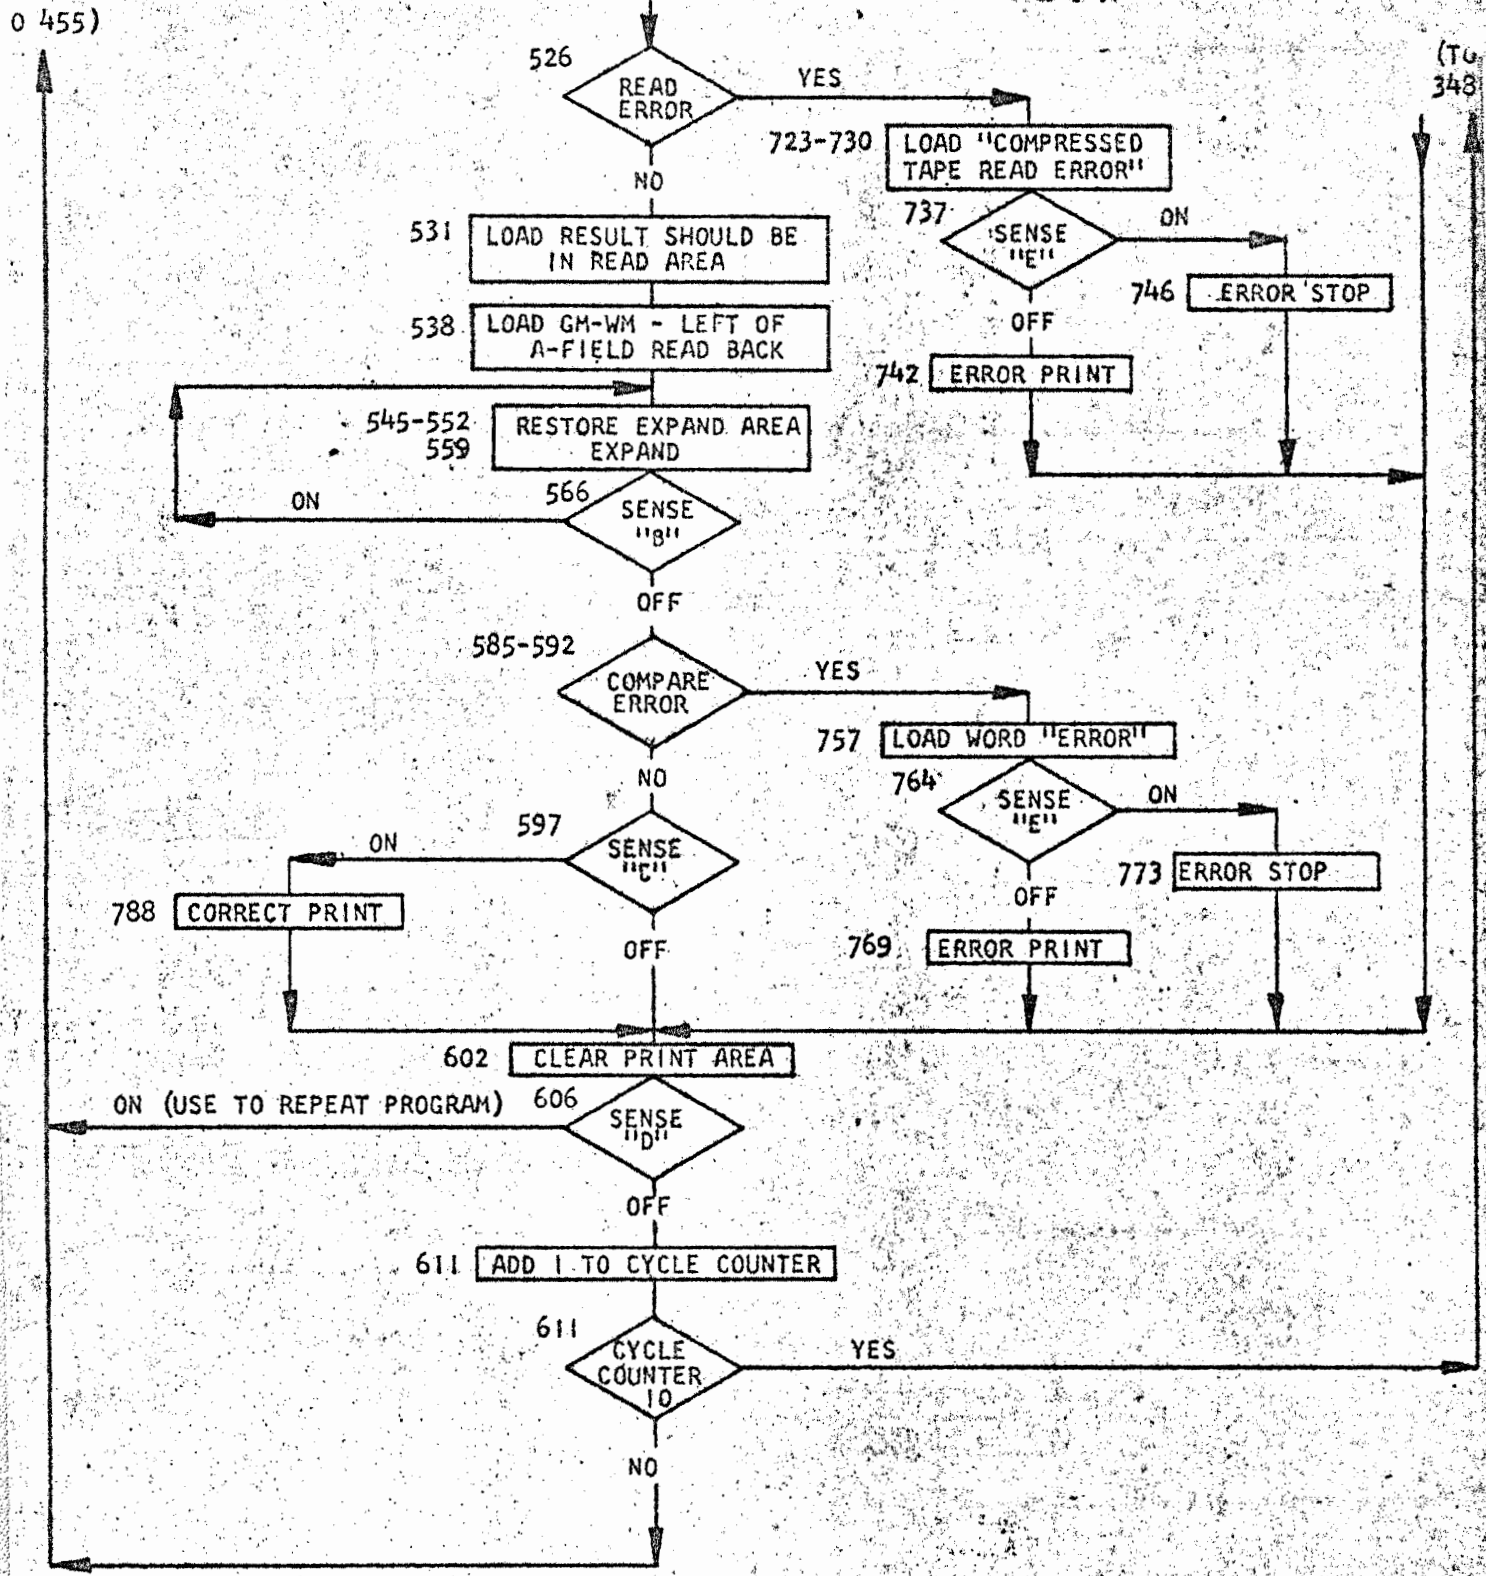 O 455)
(TO
348
526
READ
ERROR
YES
NO
723-730
LOAD "COMPRESSED
TAPE READ ERROR"
737
SENSE
"E"
ON
746
ERROR STOP
OFF
742
ERROR PRINT
531
LOAD RESULT SHOULD BE
IN READ AREA
538
LOAD GM-WM - LEFT OF
A-FIELD READ BACK
545-552
559
RESTORE EXPAND AREA
EXPAND
566
SENSE
"B"
ON
OFF
585-592
COMPARE
ERROR
YES
NO
757
LOAD WORD "ERROR"
764
SENSE
"E"
ON
773
ERROR STOP
OFF
769
ERROR PRINT
597
SENSE
"C"
ON
788
CORRECT PRINT
OFF
602
CLEAR PRINT AREA
606
SENSE
"D"
ON (USE TO REPEAT PROGRAM)
OFF
611
ADD 1 TO CYCLE COUNTER
611
CYCLE
COUNTER
10
YES
NO